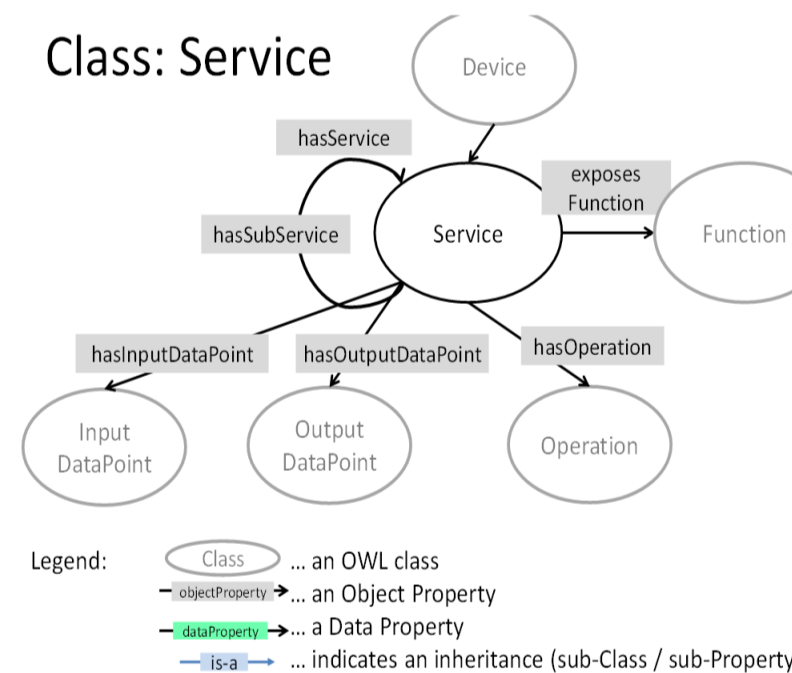 Class: Service
Device
hasService
exposes
Function
hasSubService
Service
Function
hasInputDataPoint
hasOutputDataPoint
hasOperation
Input
DataPoint
Output
DataPoint
Operation
Legend:
Class
... an OWL class
objectProperty
... an Object Property
dataProperty
... a Data Property
is-a
... indicates an inheritance (sub-Class / sub-Property